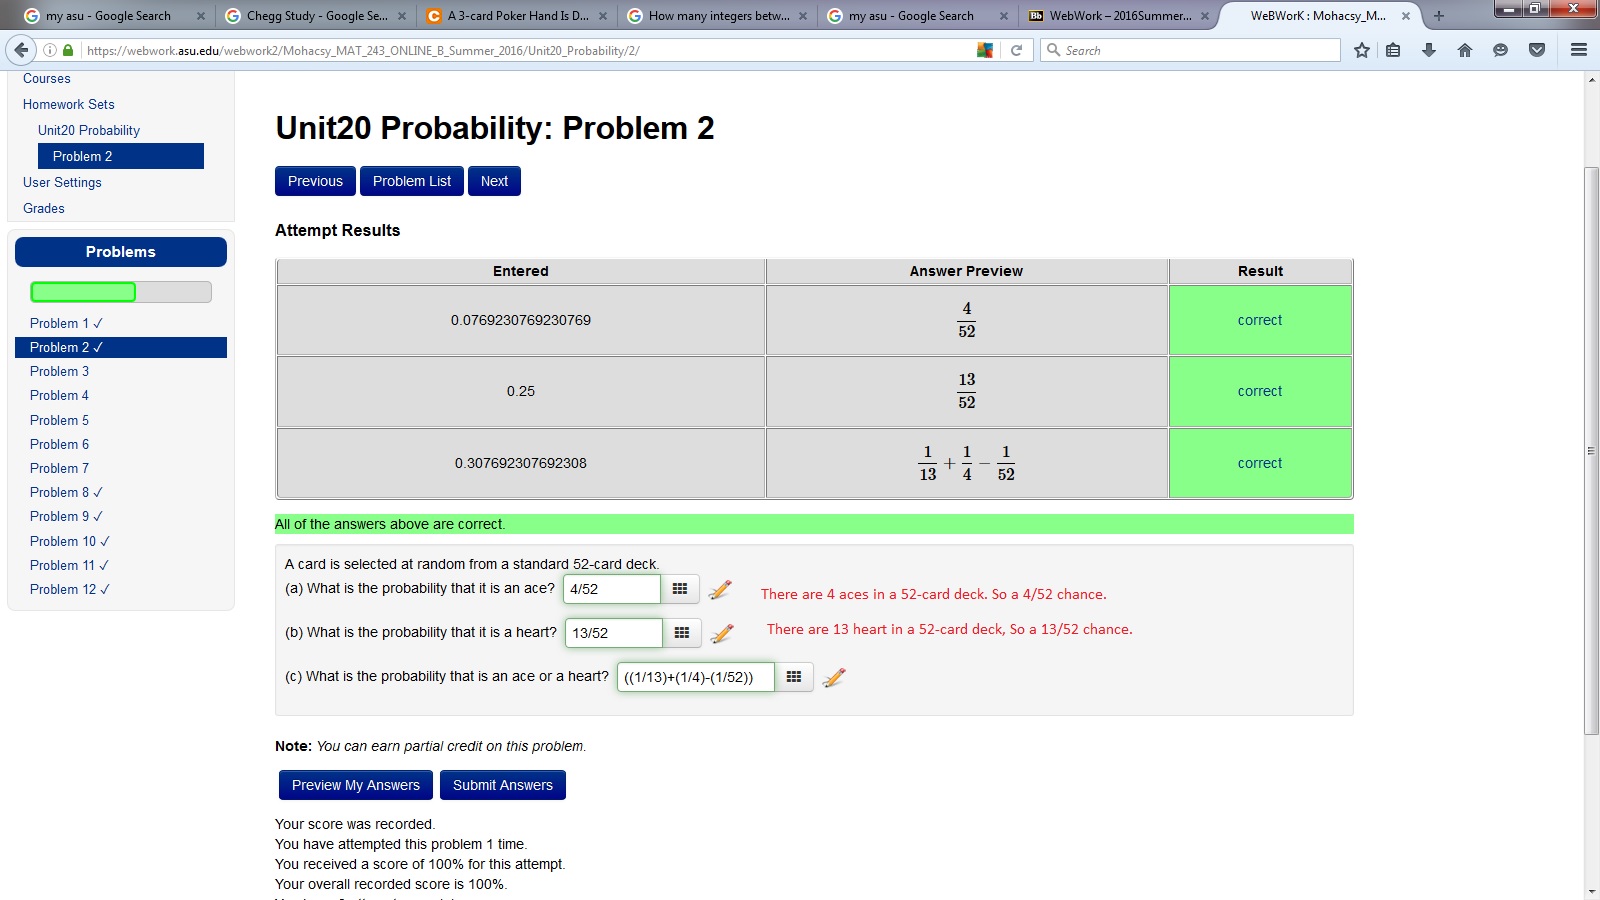 my asu - Google Search
Chegg Study - Google Se...
A 3-card Poker Hand Is D...
How many integers betw...
my asu - Google Search
WebWork – 2016Summer...
WeBWorK : Mohacsy_M...
https://webwork.asu.edu/webwork2/Mohacsy_MAT_243_ONLINE_B_Summer_2016/Unit20_Probability/2/
Search
Courses
Homework Sets
Unit20 Probability
Problem 2
User Settings
Grades
Problems
Problem 1 ✓
Problem 2 ✓
Problem 3
Problem 4
Problem 5
Problem 6
Problem 7
Problem 8 ✓
Problem 9 ✓
Problem 10 ✓
Problem 11 ✓
Problem 12 ✓
Unit20 Probability: Problem 2
Previous Problem List Next
Attempt Results
Entered Answer Preview Result
0.0769230769230769 4/52 correct
0.25 13/52 correct
0.307692307692308 1/13 + 1/4 − 1/52 correct
All of the answers above are correct.
A card is selected at random from a standard 52-card deck.
(a) What is the probability that it is an ace? 4/52 There are 4 aces in a 52-card deck. So a 4/52 chance.
(b) What is the probability that it is a heart? 13/52 There are 13 heart in a 52-card deck, So a 13/52 chance.
(c) What is the probability that is an ace or a heart? ((1/13)+(1/4)-(1/52))
Note: You can earn partial credit on this problem.
Preview My Answers Submit Answers
Your score was recorded.
You have attempted this problem 1 time.
You received a score of 100% for this attempt.
Your overall recorded score is 100%.